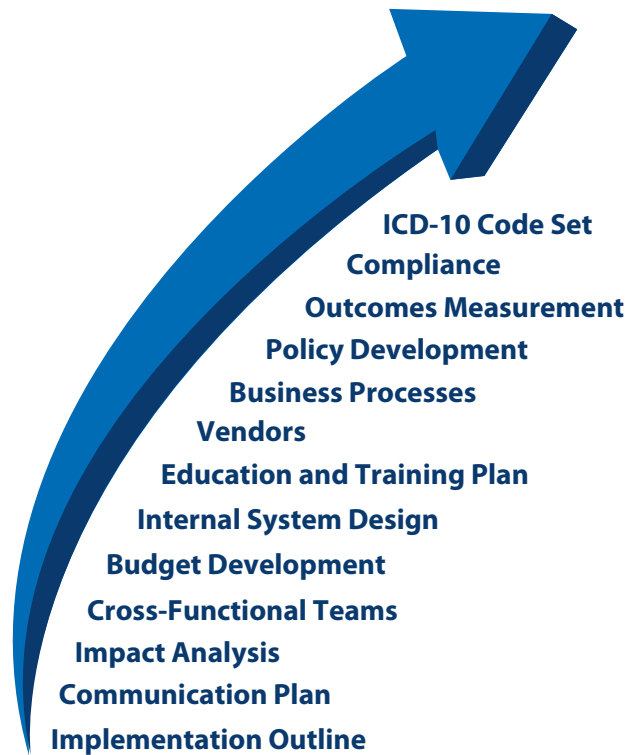 ICD-10 Code Set
Compliance
Outcomes Measurement
Policy Development
Business Processes
Vendors
Education and Training Plan
Internal System Design
Budget Development
Cross-Functional Teams
Impact Analysis
Communication Plan
Implementation Outline